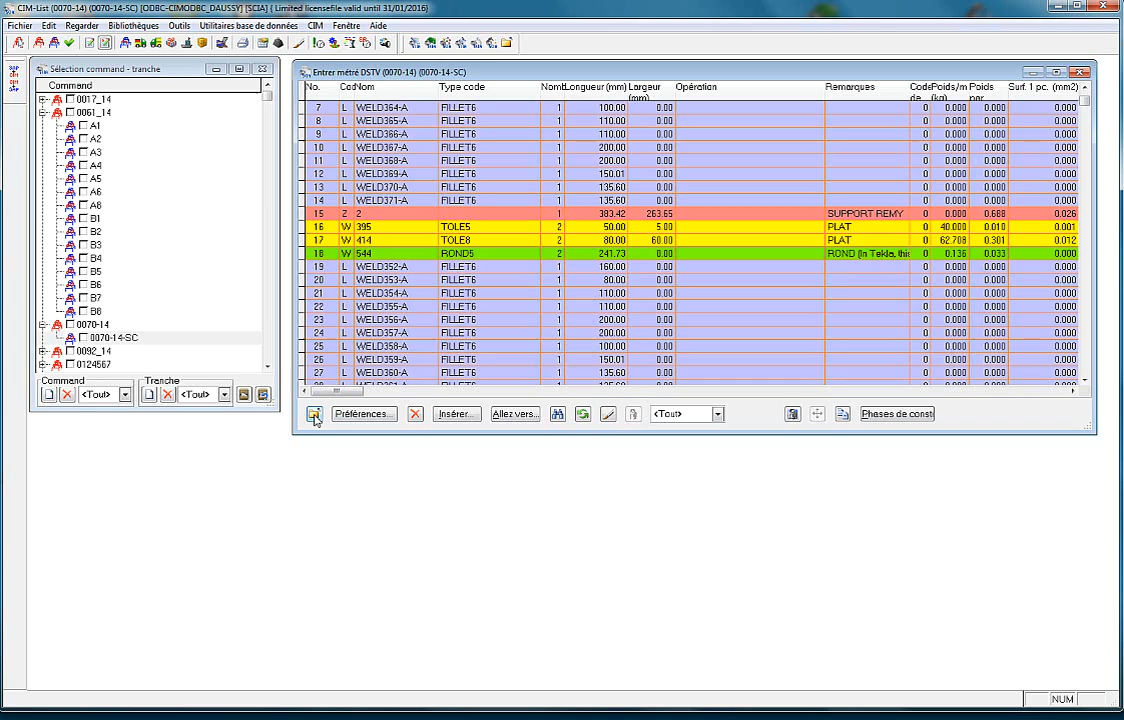 CIM-List (0070-14) (0070-14-SC) [ODBC-CIMODBC_DAUSSY] [SCIA] ( Limited licensefile valid until 31/01/2016)
Fichier Edit Regarder Bibliothèques Outils Utilitaires base de données CIM Fenêtre Aide
Sélection command - tranche
Command
0017_14
0061_14
A1
A2
A3
A4
A5
A6
A8
B1
B2
B3
B4
B5
B6
B7
B8
0070-14
0070-14-SC
0092_14
0124567
Command Tranche
<Tout> <Tout>
Entrer métré DSTV (0070-14) (0070-14-SC)
No. Cod Nom Type code Nomb Longueur (mm) Largeur (mm) Opération Remarques Code de Poids/m (kg) Poids par Surf. 1 pc. (mm2)
7 L WELD364-A FILLET6 1 100.00 0.00 0 0.000 0.000 0.000
8 L WELD365-A FILLET6 1 110.00 0.00 0 0.000 0.000 0.000
9 L WELD366-A FILLET6 1 110.00 0.00 0 0.000 0.000 0.000
10 L WELD367-A FILLET6 1 200.00 0.00 0 0.000 0.000 0.000
11 L WELD368-A FILLET6 1 200.00 0.00 0 0.000 0.000 0.000
12 L WELD369-A FILLET6 1 150.01 0.00 0 0.000 0.000 0.000
13 L WELD370-A FILLET6 1 135.60 0.00 0 0.000 0.000 0.000
14 L WELD371-A FILLET6 1 135.60 0.00 0 0.000 0.000 0.000
15 Z 2 1 383.42 263.65 SUPPORT REMY 0 0.000 0.688 0.026
16 W 395 TOLE5 2 50.00 5.00 PLAT 0 40.000 0.010 0.001
17 W 414 TOLE8 2 80.00 60.00 PLAT 0 62.708 0.301 0.012
18 W 544 ROND5 2 241.73 0.00 ROND (In Tekla, this 0 0.136 0.033 0.000
19 L WELD352-A FILLET6 1 160.00 0.00 0 0.000 0.000 0.000
20 L WELD353-A FILLET6 1 80.00 0.00 0 0.000 0.000 0.000
21 L WELD354-A FILLET6 1 110.00 0.00 0 0.000 0.000 0.000
22 L WELD355-A FILLET6 1 110.00 0.00 0 0.000 0.000 0.000
23 L WELD356-A FILLET6 1 200.00 0.00 0 0.000 0.000 0.000
24 L WELD357-A FILLET6 1 200.00 0.00 0 0.000 0.000 0.000
25 L WELD358-A FILLET6 1 100.00 0.00 0 0.000 0.000 0.000
26 L WELD359-A FILLET6 1 150.01 0.00 0 0.000 0.000 0.000
27 L WELD360-A FILLET6 1 135.60 0.00 0 0.000 0.000 0.000
Préférences... Insérer... Allez vers... <Tout> Phases de consti
NUM